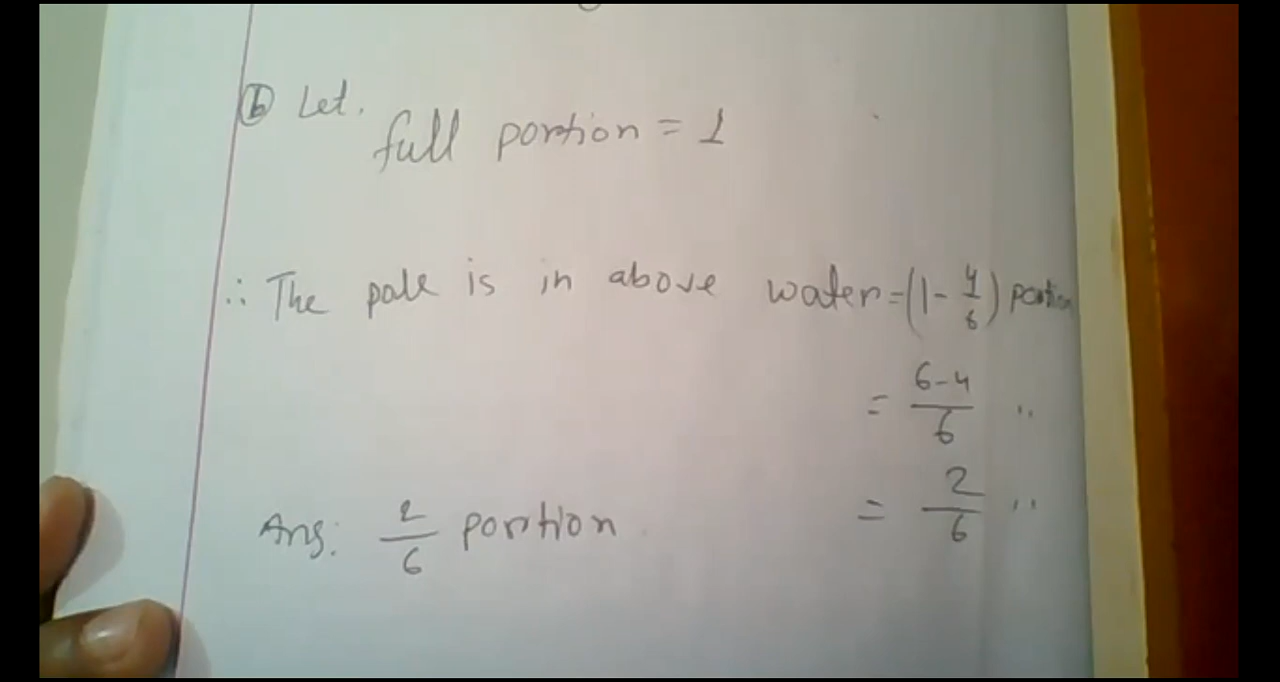 ⓑ Let.
full portion = 1
∴ The pole is in above water = (1 - 4/6) portion
= 6-4/6 "
= 2/6 "
Ans: 2/6 portion